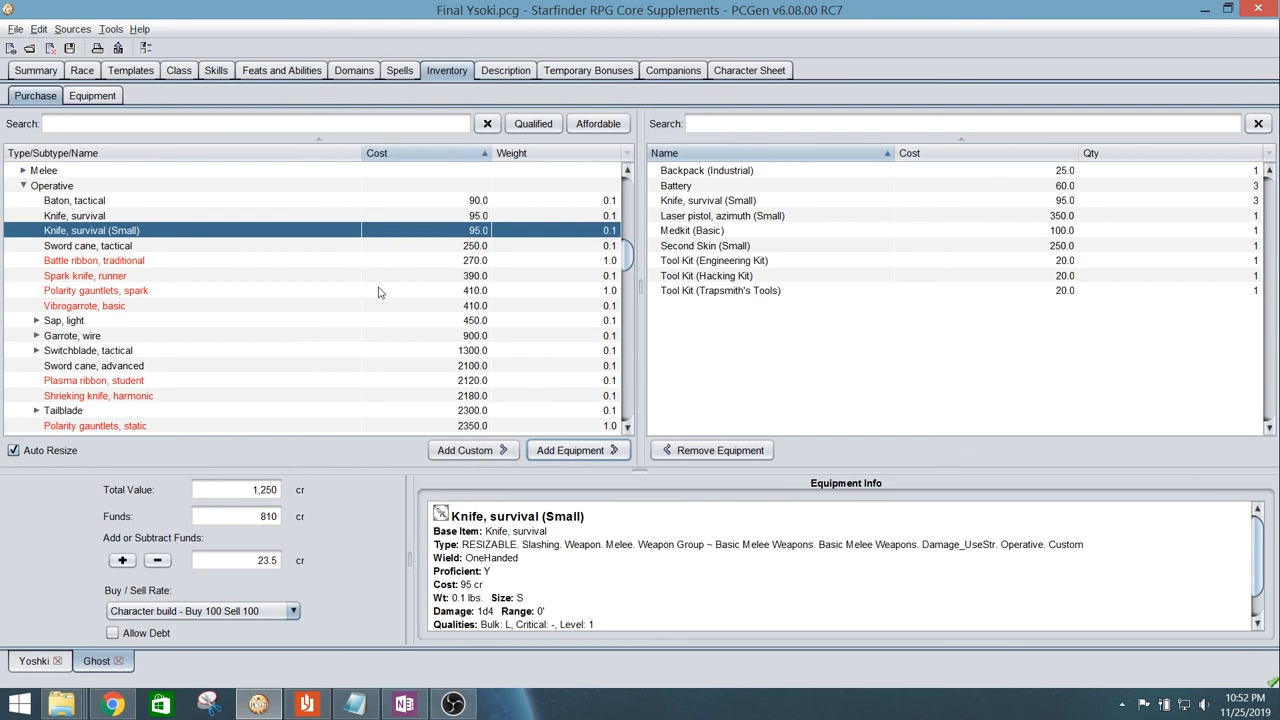 Final Ysoki.pcg - Starfinder RPG Core Supplements - PCGen v6.08.00 RC7
File Edit Sources Tools Help
Summary Race Templates Class Skills Feats and Abilities Domains Spells Inventory Description Temporary Bonuses Companions Character Sheet
Purchase Equipment
Search: Qualified Affordable Search:
Type/Subtype/Name Cost Weight Name Cost Qty
Melee Backpack (Industrial) 25.0 1
Operative Battery 60.0 3
Baton, tactical 90.0 0.1 Knife, survival (Small) 95.0 3
Knife, survival 95.0 0.1 Laser pistol, azimuth (Small) 350.0 1
Knife, survival (Small) 95.0 0.1 Medkit (Basic) 100.0 1
Sword cane, tactical 250.0 0.1 Second Skin (Small) 250.0 1
Battle ribbon, traditional 270.0 1.0 Tool Kit (Engineering Kit) 20.0 1
Spark knife, runner 390.0 0.1 Tool Kit (Hacking Kit) 20.0 1
Polarity gauntlets, spark 410.0 1.0 Tool Kit (Trapsmith's Tools) 20.0 1
Vibrogarrote, basic 410.0 0.1
Sap, light 450.0 0.1
Garrote, wire 900.0 0.1
Switchblade, tactical 1300.0 0.1
Sword cane, advanced 2100.0 0.1
Plasma ribbon, student 2120.0 0.1
Shrieking knife, harmonic 2180.0 0.1
Tailblade 2300.0 0.1
Polarity gauntlets, static 2350.0 1.0
Auto Resize Add Custom Add Equipment Remove Equipment
Total Value: 1,250 cr
Funds: 810 cr
Add or Subtract Funds:
23.5 cr
Buy / Sell Rate:
Character build - Buy 100 Sell 100
Allow Debt
Equipment Info
Knife, survival (Small)
Base Item: Knife, survival
Type: RESIZABLE. Slashing. Weapon. Melee. Weapon Group ~ Basic Melee Weapons. Basic Melee Weapons. Damage_UseStr. Operative. Custom
Wield: OneHanded
Proficient: Y
Cost: 95 cr
Wt: 0.1 lbs. Size: S
Damage: 1d4 Range: 0'
Qualities: Bulk: L, Critical: -, Level: 1
Yoshki Ghost
10:52 PM
11/25/2019